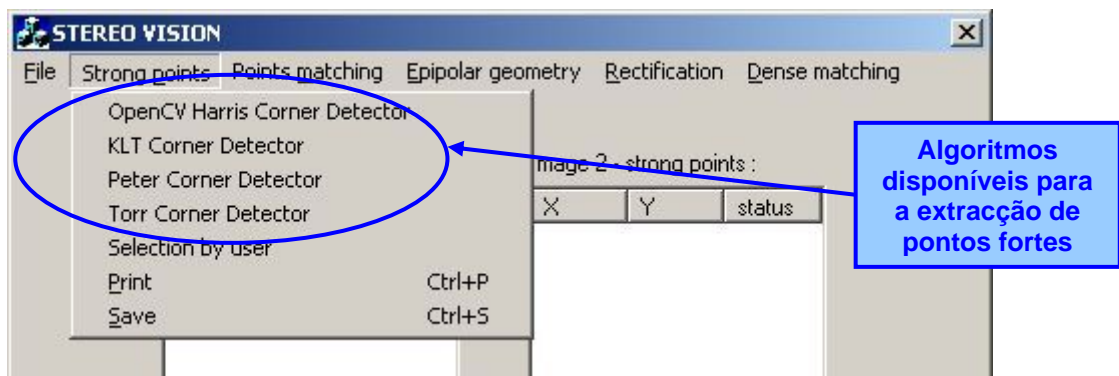 STEREO VISION
File Strong points Points matching Epipolar geometry Rectification Dense matching
OpenCV Harris Corner Detector
KLT Corner Detector
Peter Corner Detector
Torr Corner Detector
Selection by user
Print Ctrl+P
Save Ctrl+S
mage 2 - strong points :
X Y status
Algoritmos
disponíveis para
a extracção de
pontos fortes